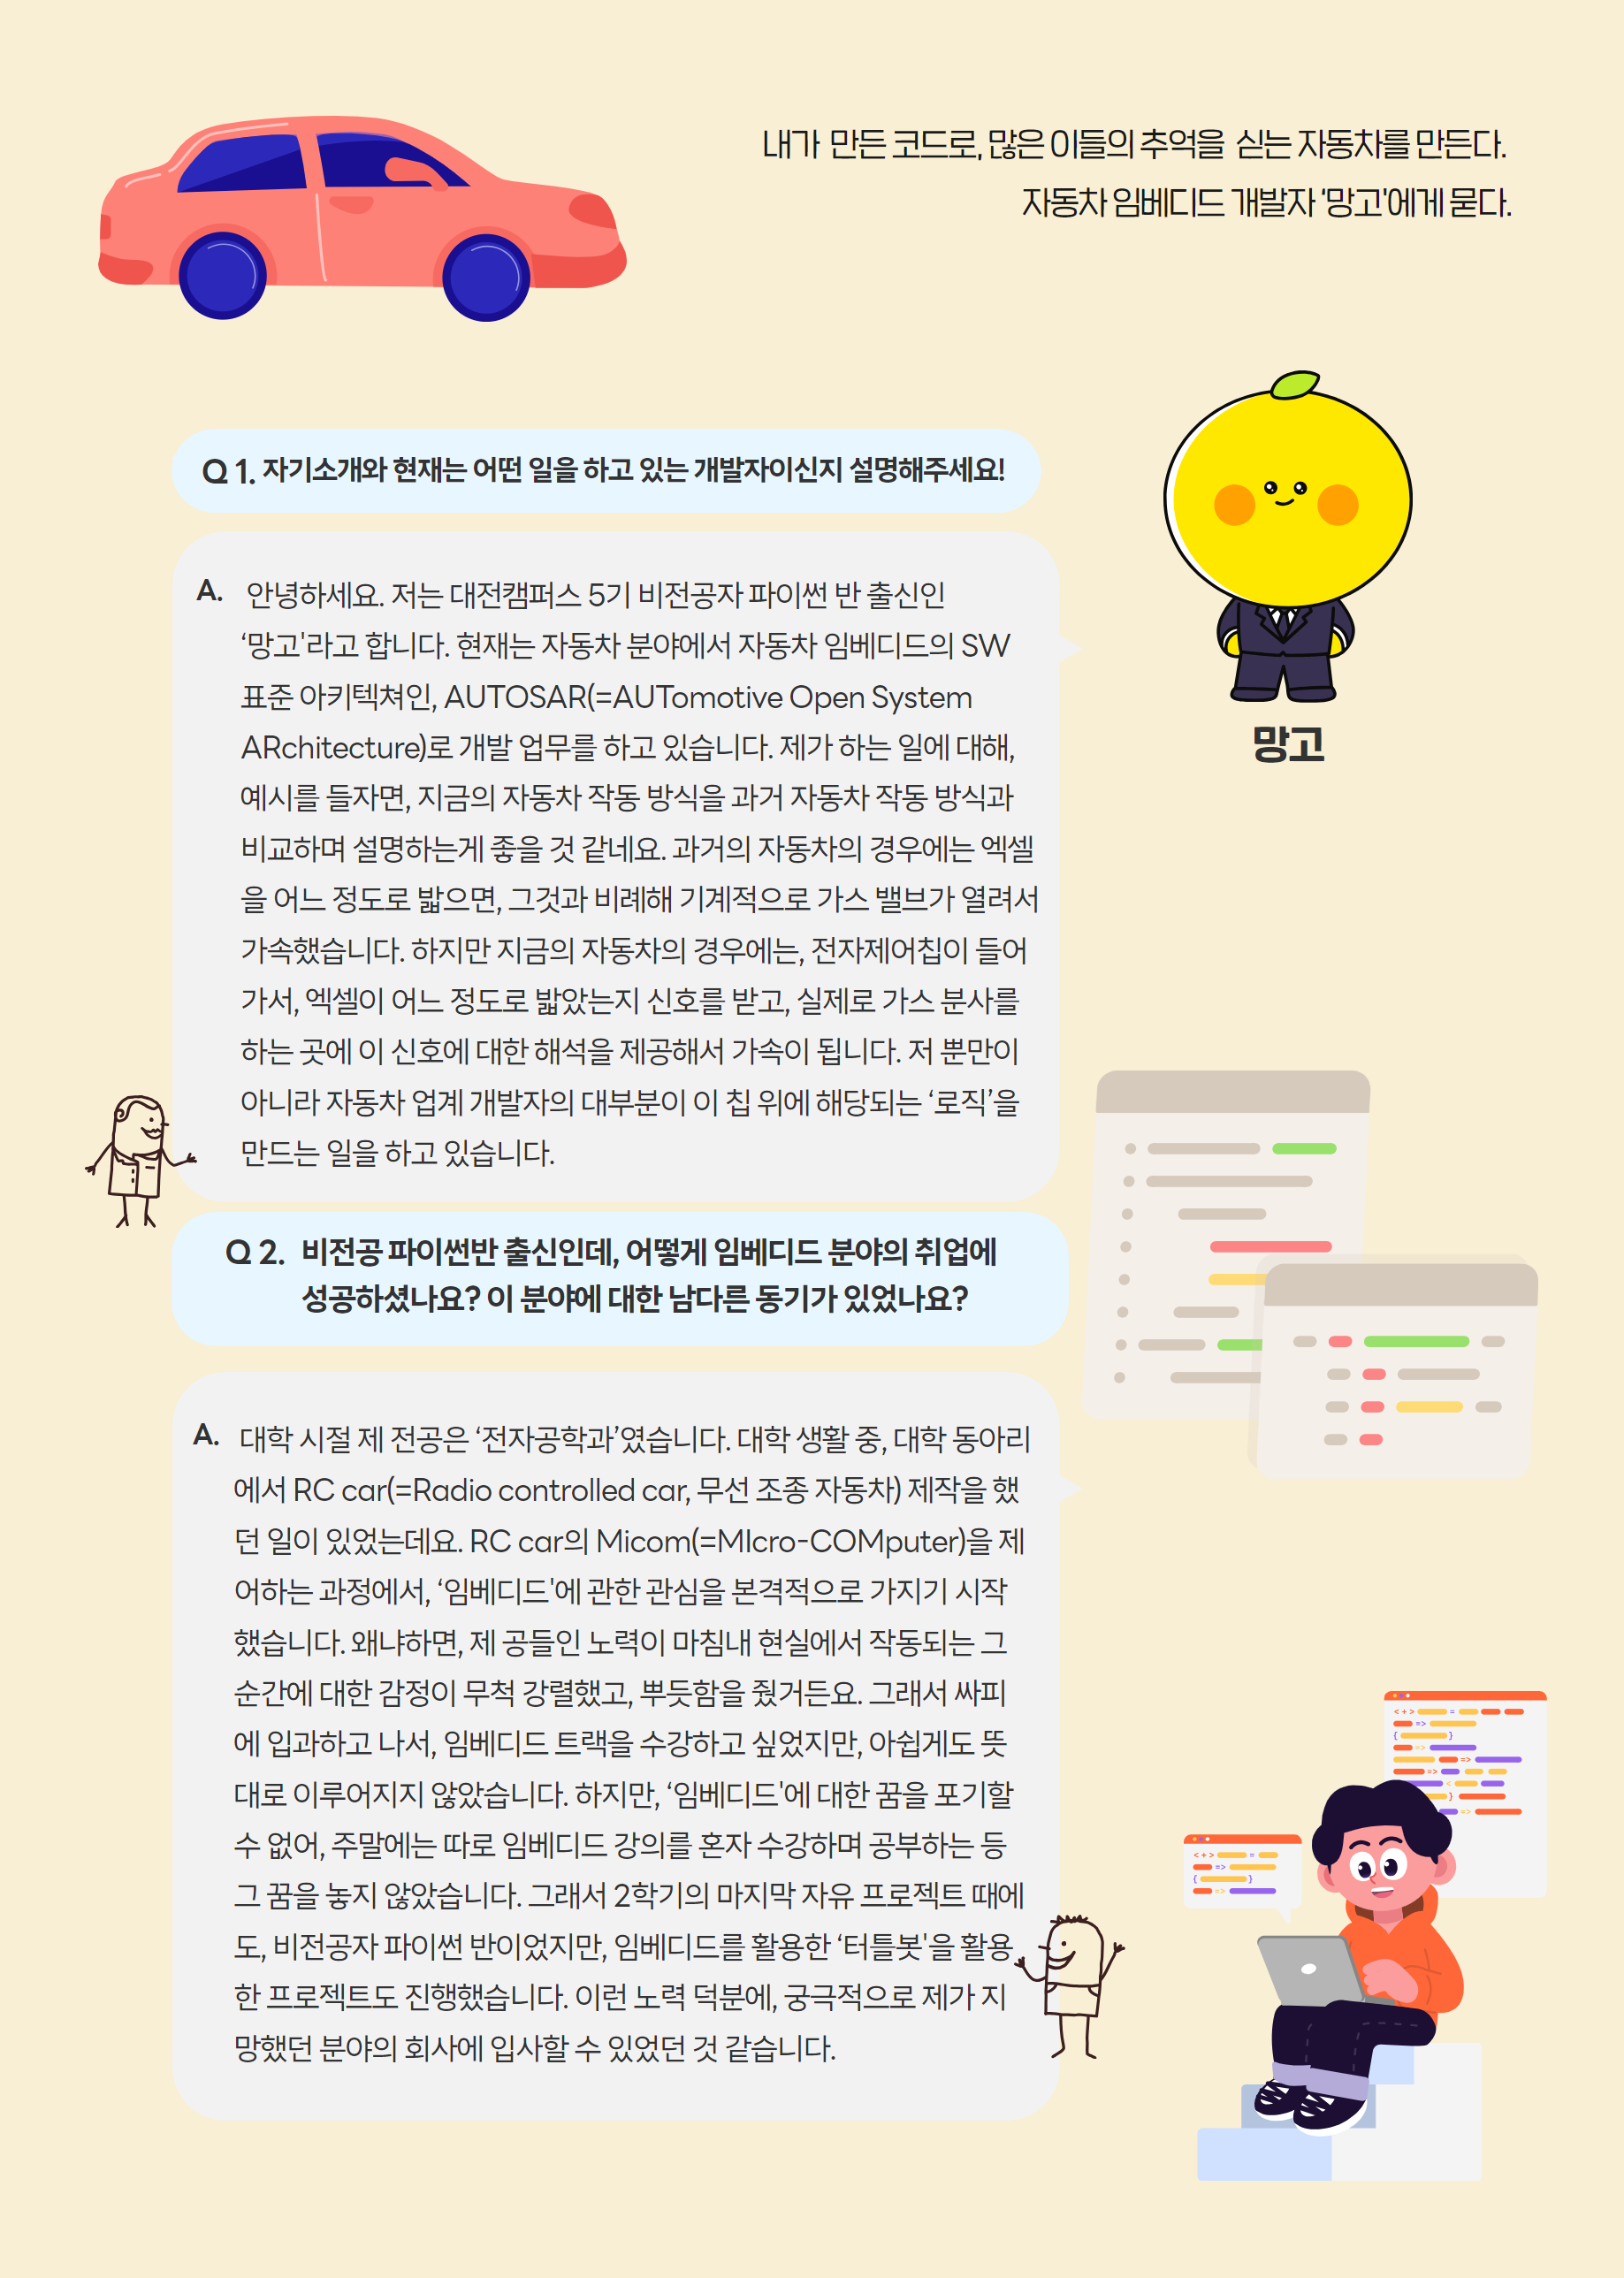 내가 만든 코드로, 많은 이들의 추억을 싣는 자동차를 만든다.
자동차 임베디드 개발자 '망고'에게 묻다.
Q 1. 자기소개와 현재는 어떤 일을 하고 있는 개발자이신지 설명해주세요!
A. 안녕하세요. 저는 대전캠퍼스 5기 비전공자 파이썬 반 출신인
‘망고'라고 합니다. 현재는 자동차 분야에서 자동차 임베디드의 SW
표준 아키텍쳐인, AUTOSAR(=AUTomotive Open System
ARchitecture)로 개발 업무를 하고 있습니다. 제가 하는 일에 대해,
예시를 들자면, 지금의 자동차 작동 방식을 과거 자동차 작동 방식과
비교하며 설명하는게 좋을 것 같네요. 과거의 자동차의 경우에는 엑셀
을 어느 정도로 밟으면, 그것과 비례해 기계적으로 가스 밸브가 열려서
가속했습니다. 하지만 지금의 자동차의 경우에는, 전자제어칩이 들어
가서, 엑셀이 어느 정도로 밟았는지 신호를 받고, 실제로 가스 분사를
하는 곳에 이 신호에 대한 해석을 제공해서 가속이 됩니다. 저 뿐만이
아니라 자동차 업계 개발자의 대부분이 이 칩 위에 해당되는 ‘로직’을
만드는 일을 하고 있습니다.
망고
Q 2. 비전공 파이썬반 출신인데, 어떻게 임베디드 분야의 취업에
성공하셨나요? 이 분야에 대한 남다른 동기가 있었나요?
A. 대학 시절 제 전공은 ‘전자공학과’였습니다. 대학 생활 중, 대학 동아리
에서 RC car(=Radio controlled car, 무선 조종 자동차) 제작을 했
던 일이 있었는데요. RC car의 Micom(=MIcro-COMputer)을 제
어하는 과정에서, ‘임베디드'에 관한 관심을 본격적으로 가지기 시작
했습니다. 왜냐하면, 제 공들인 노력이 마침내 현실에서 작동되는 그
순간에 대한 감정이 무척 강렬했고, 뿌듯함을 줬거든요. 그래서 싸피
에 입과하고 나서, 임베디드 트랙을 수강하고 싶었지만, 아쉽게도 뜻
대로 이루어지지 않았습니다. 하지만, ‘임베디드'에 대한 꿈을 포기할
수 없어, 주말에는 따로 임베디드 강의를 혼자 수강하며 공부하는 등
그 꿈을 놓지 않았습니다. 그래서 2학기의 마지막 자유 프로젝트 때에
도, 비전공자 파이썬 반이었지만, 임베디드를 활용한 ‘터틀봇'을 활용
한 프로젝트도 진행했습니다. 이런 노력 덕분에, 궁극적으로 제가 지
망했던 분야의 회사에 입사할 수 있었던 것 같습니다.